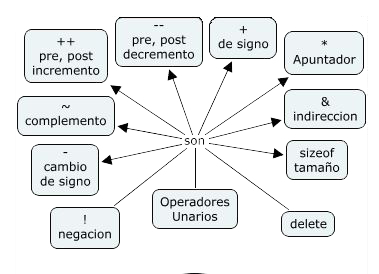 ++
pre, post
incremento
--
pre, post
decremento
+
de signo
*
Apuntador
~
complemento
&
indireccion
son
-
cambio
de signo
sizeof
tamaño
!
negacion
Operadores
Unarios
delete